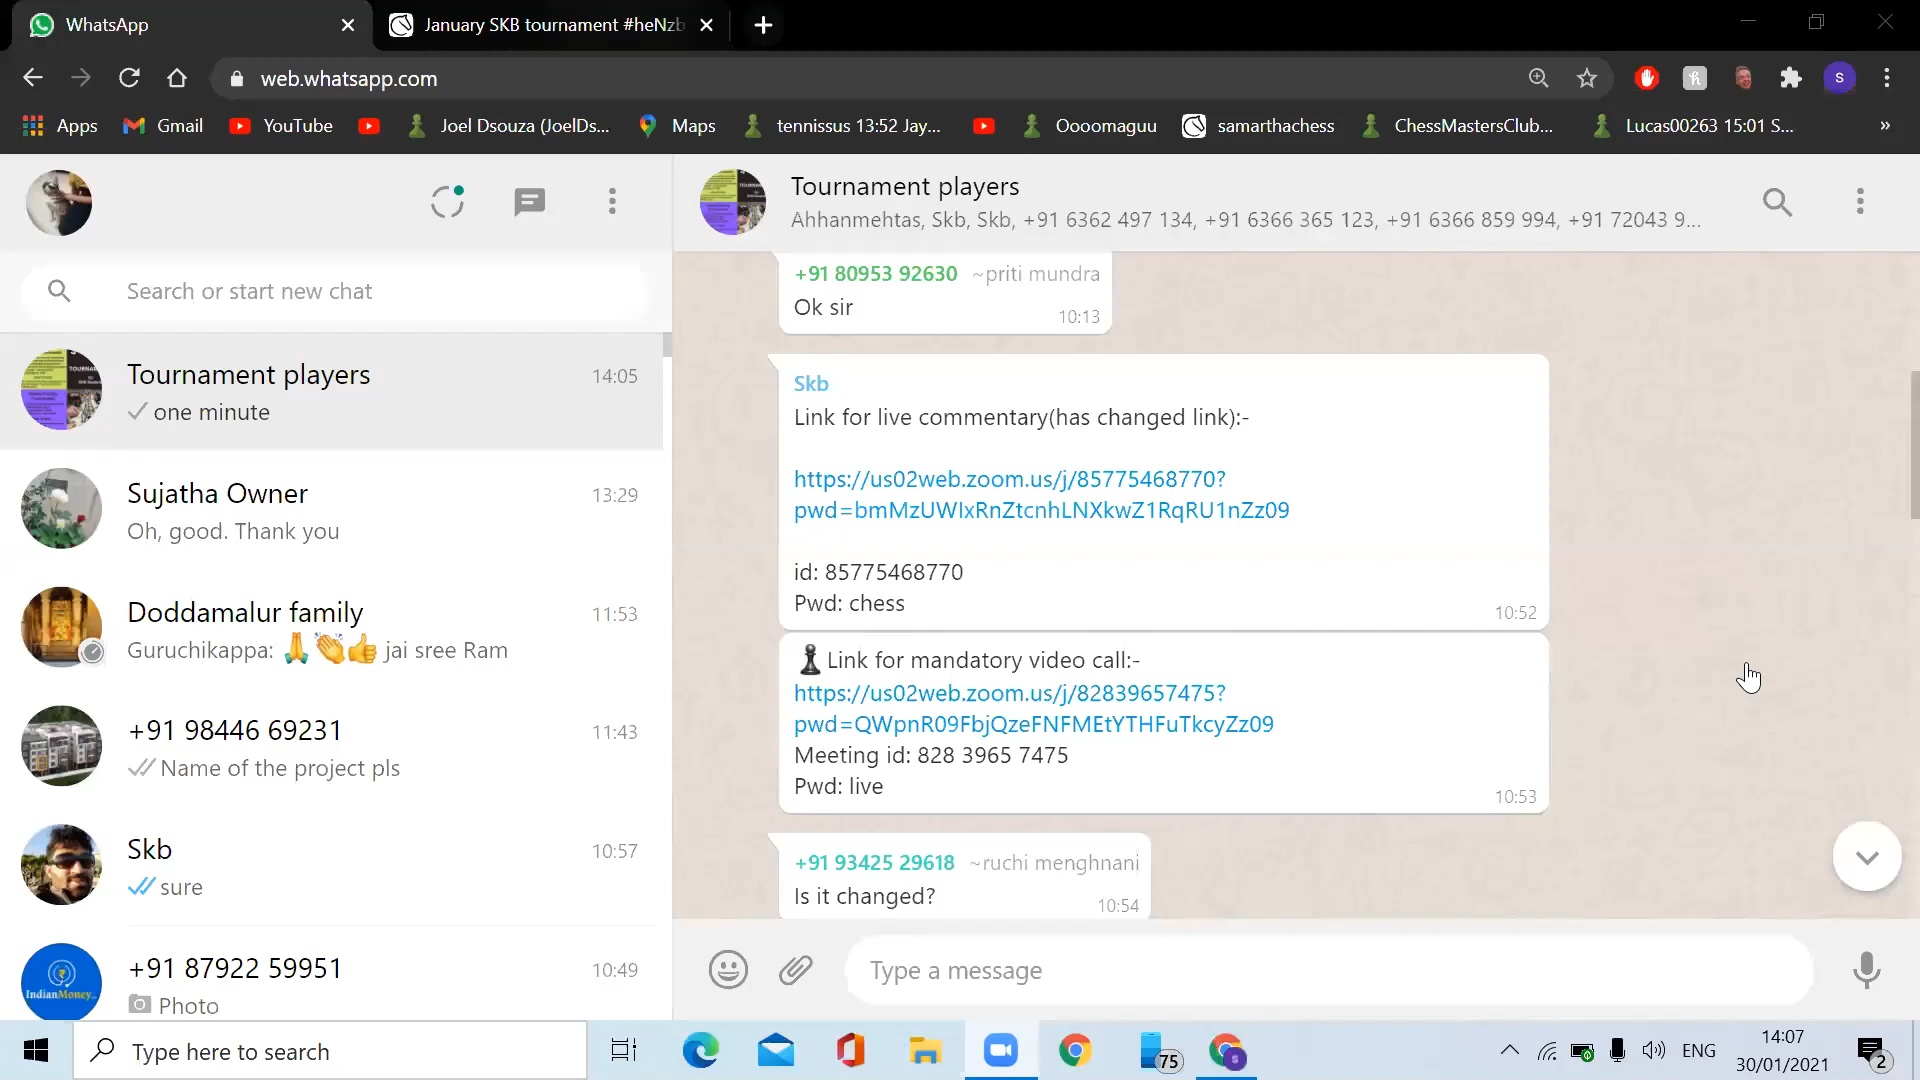 WhatsApp
January SKB tournament #heNzb
web.whatsapp.com
S
Apps
Gmail
YouTube
Joel Dsouza (JoelDs...
Maps
tennissus 13:52 Jay...
Oooomaguu
samarthachess
ChessMastersClub...
Lucas00263 15:01 S...
»
Search or start new chat
Tournament players
14:05
one minute
Sujatha Owner
13:29
Oh, good. Thank you
Doddamalur family
11:53
Guruchikappa: 🙏👏👍 jai sree Ram
+91 98446 69231
11:43
Name of the project pls
Skb
10:57
sure
+91 87922 59951
10:49
IndianMoney..
Photo
Tournament players
Ahhanmehtas, Skb, Skb, +91 6362 497 134, +91 6366 365 123, +91 6366 859 994, +91 72043 9...
+91 80953 92630 ~priti mundra
Ok sir
10:13
Skb
Link for live commentary(has changed link):-
https://us02web.zoom.us/j/85775468770?
pwd=bmMzUWIxRnZtcnhLNXkwZ1RqRU1nZz09
id: 85775468770
Pwd: chess
10:52
♟Link for mandatory video call:-
https://us02web.zoom.us/j/82839657475?
pwd=QWpnR09FbjQzeFNFMEtYTHFuTkcyZz09
Meeting id: 828 3965 7475
Pwd: live
10:53
+91 93425 29618 ~ruchi menghnani
Is it changed?
10:54
Type a message
Type here to search
75
S
ENG
14:07
30/01/2021
2